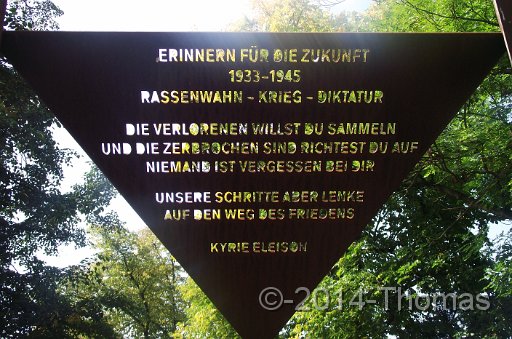 ERINNERN FÜR DIE ZUKUNFT
1933-1945
RASSENWAHN - KRIEG - DIKTATUR
DIE VERLORENEN WILLST DU SAMMELN
UND DIE ZERBROCHEN SIND RICHTEST DU AUF
NIEMAND IST VERGESSEN BEI DIR
UNSERE SCHRITTE ABER LENKE
AUF DEN WEG DES FRIEDENS
KYRIE ELEISON
©-2014-Thomas